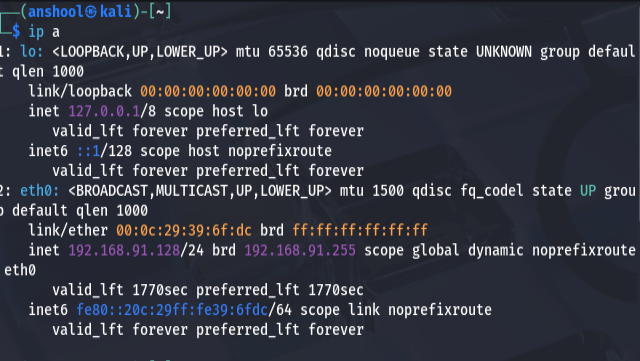 (anshool㉿kali)-[~]
$ ip a
1: lo: <LOOPBACK,UP,LOWER_UP> mtu 65536 qdisc noqueue state UNKNOWN group defaul
t qlen 1000
link/loopback 00:00:00:00:00:00 brd 00:00:00:00:00:00
inet 127.0.0.1/8 scope host lo
valid_lft forever preferred_lft forever
inet6 ::1/128 scope host noprefixroute
valid_lft forever preferred_lft forever
2: eth0: <BROADCAST,MULTICAST,UP,LOWER_UP> mtu 1500 qdisc fq_codel state UP grou
p default qlen 1000
link/ether 00:0c:29:39:6f:dc brd ff:ff:ff:ff:ff:ff
inet 192.168.91.128/24 brd 192.168.91.255 scope global dynamic noprefixroute
eth0
valid_lft 1770sec preferred_lft 1770sec
inet6 fe80::20c:29ff:fe39:6fdc/64 scope link noprefixroute
valid_lft forever preferred_lft forever